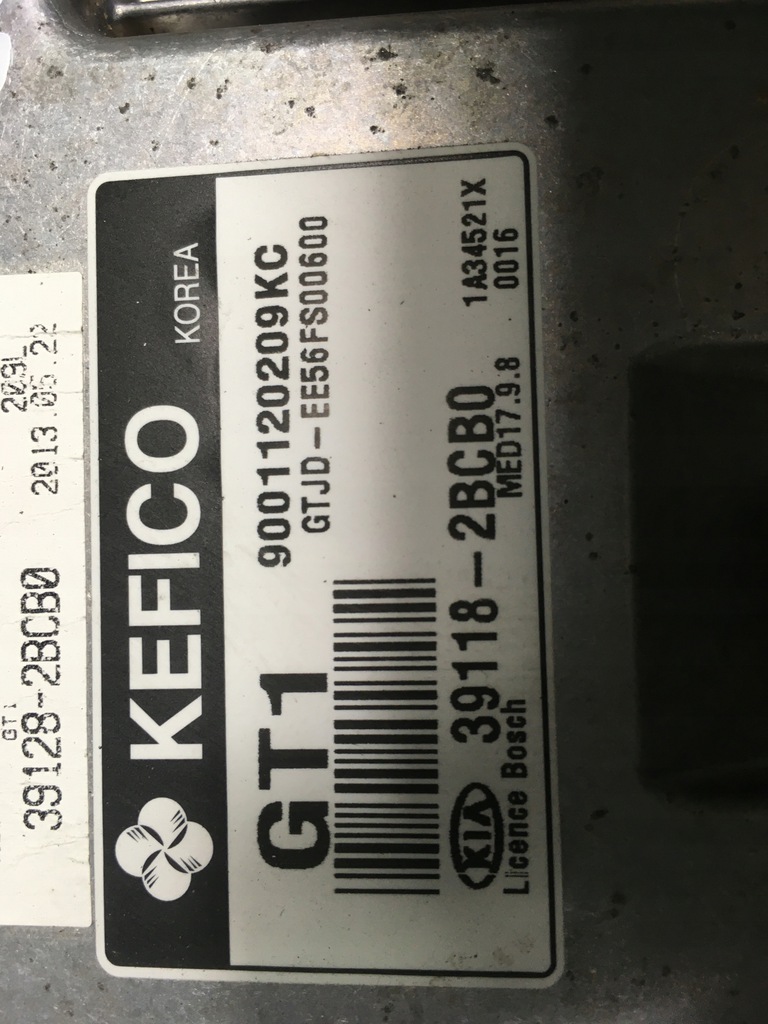 KEFICO KOREA
GT1
9001120209KC
GTJD-EE56FS00600
KIA 39118-2BCB0
Licence Bosch
MED17.9.8
1A34521X
0016
GT1
209L
39128-2BCB0
2013.05.22